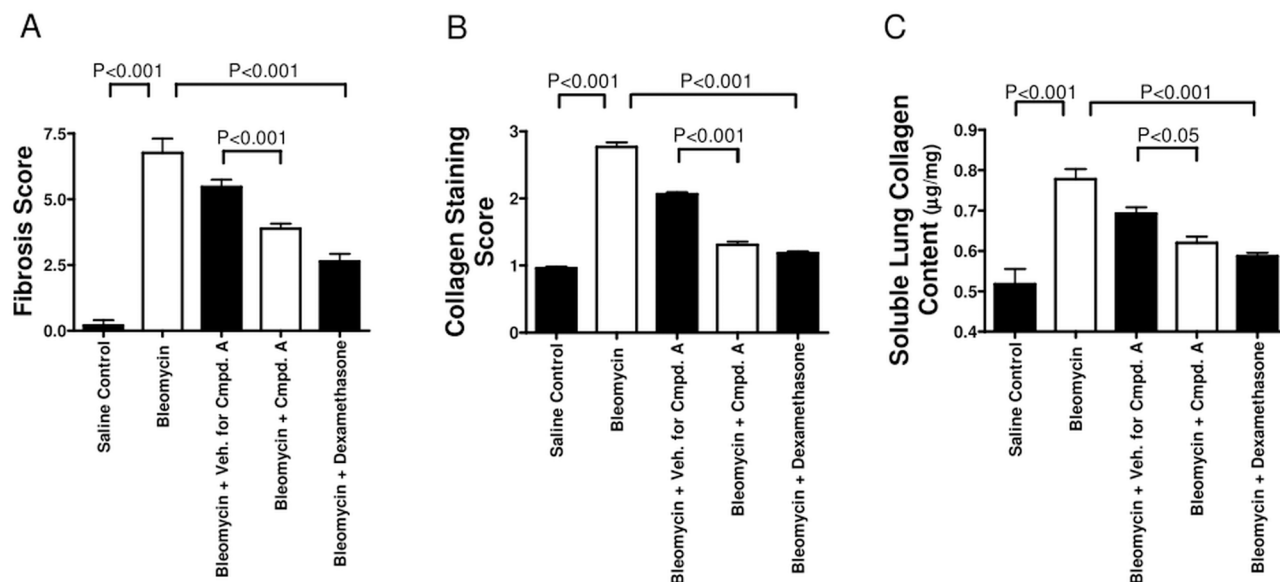 A
P<0.001
P<0.001
P<0.001
Fibrosis Score
7.5
5.0
2.5
0.0
Saline Control
Bleomycin
Bleomycin + Veh. for Cmpd. A
Bleomycin + Cmpd. A
Bleomycin + Dexamethasone
B
P<0.001
P<0.001
P<0.001
Collagen Staining
Score
3
2
1
0
Saline Control
Bleomycin
Bleomycin + Veh. for Cmpd. A
Bleomycin + Cmpd. A
Bleomycin + Dexamethasone
C
P<0.001
P<0.001
P<0.05
Soluble Lung Collagen
Content (µg/mg)
0.9
0.8
0.7
0.6
0.5
0.4
Saline Control
Bleomycin
Bleomycin + Veh. for Cmpd. A
Bleomycin + Cmpd. A
Bleomycin + Dexamethasone